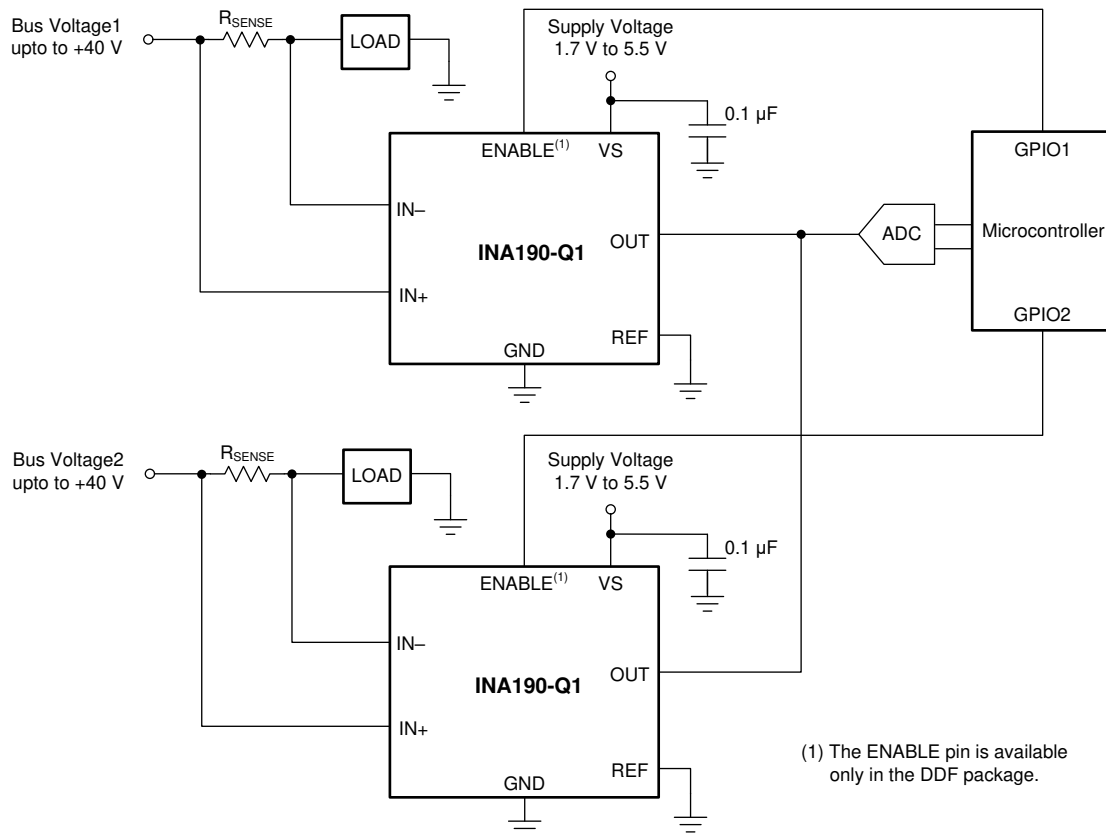 Bus Voltage1
upto to +40 V
RSENSE
LOAD
Supply Voltage
1.7 V to 5.5 V
0.1 µF
ENABLE(1)
VS
IN–
IN+
INA190-Q1
OUT
REF
GND
ADC
GPIO1
Microcontroller
GPIO2
Bus Voltage2
upto to +40 V
RSENSE
LOAD
Supply Voltage
1.7 V to 5.5 V
0.1 µF
ENABLE(1)
VS
IN–
IN+
INA190-Q1
OUT
REF
GND
(1) The ENABLE pin is available
only in the DDF package.